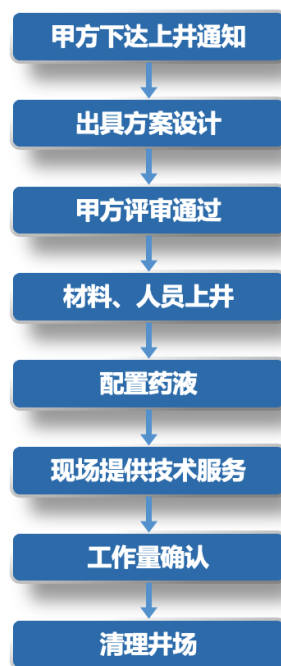 甲方下达上井通知
出具方案设计
甲方评审通过
材料、人员上井
配置药液
现场提供技术服务
工作量确认
清理井场